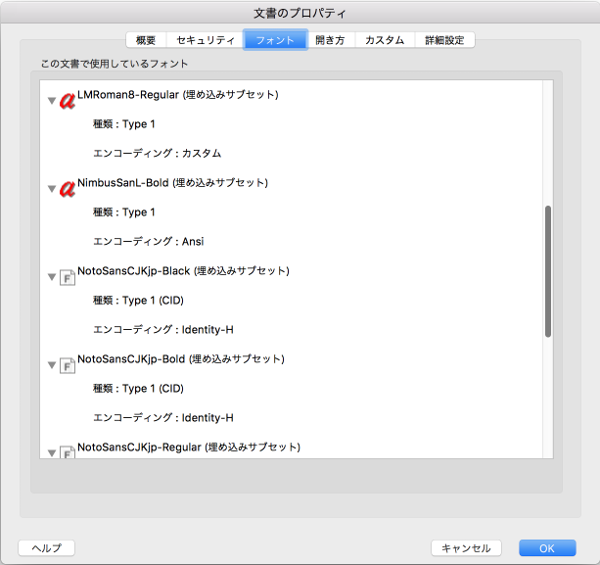 文書のプロパティ
概要 セキュリティ フォント 開き方 カスタム 詳細設定
この文書で使用しているフォント
LMRoman8-Regular (埋め込みサブセット)
種類 : Type 1
エンコーディング : カスタム
NimbusSanL-Bold (埋め込みサブセット)
種類 : Type 1
エンコーディング : Ansi
NotoSansCJKjp-Black (埋め込みサブセット)
種類 : Type 1 (CID)
エンコーディング : Identity-H
NotoSansCJKjp-Bold (埋め込みサブセット)
種類 : Type 1 (CID)
エンコーディング : Identity-H
NotoSansCJKjp-Regular (埋め込みサブセット)
ヘルプ キャンセル OK